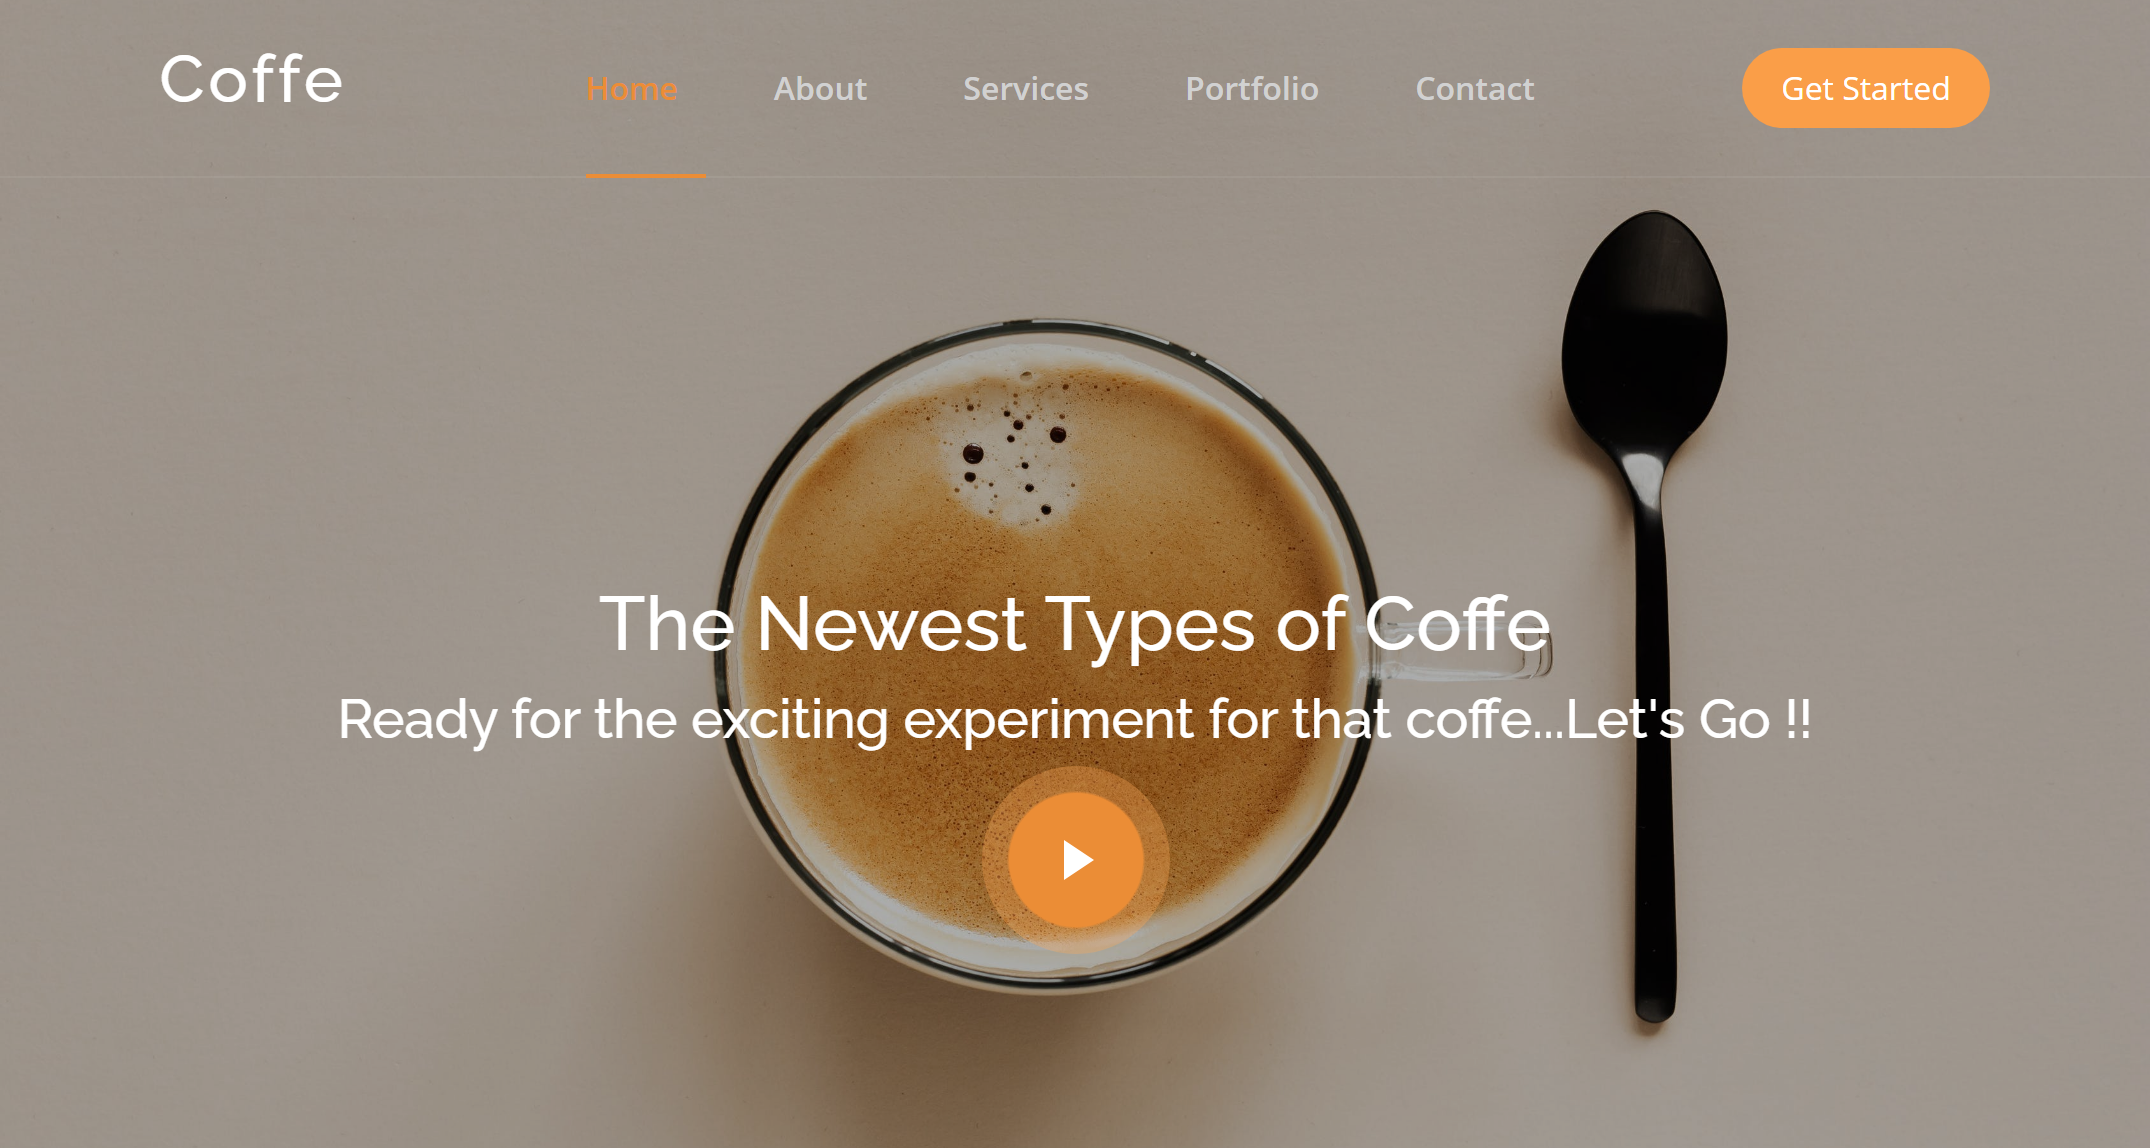 Coffe
Home About Services Portfolio Contact Get Started
The Newest Types of Coffe
Ready for the exciting experiment for that coffe...Let's Go !!